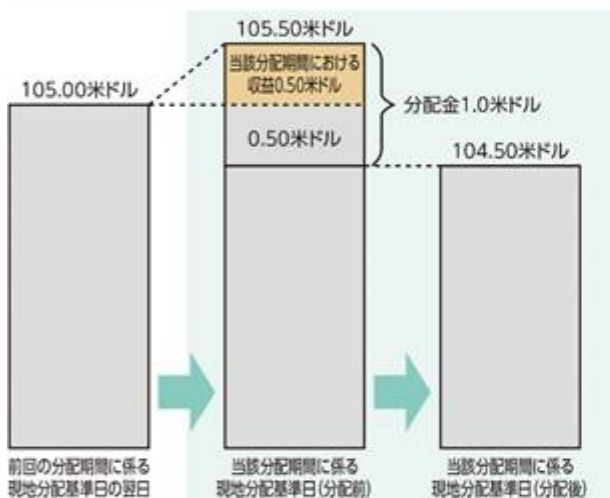 105.50米ドル
当該分配期間における
収益0.50米ドル
105.00米ドル
分配金1.0米ドル
0.50米ドル
104.50米ドル
前回の分配期間に係る
現地分配基準日の翌日
当該分配期間に係る
現地分配基準日(分配前)
当該分配期間に係る
現地分配基準日(分配後)